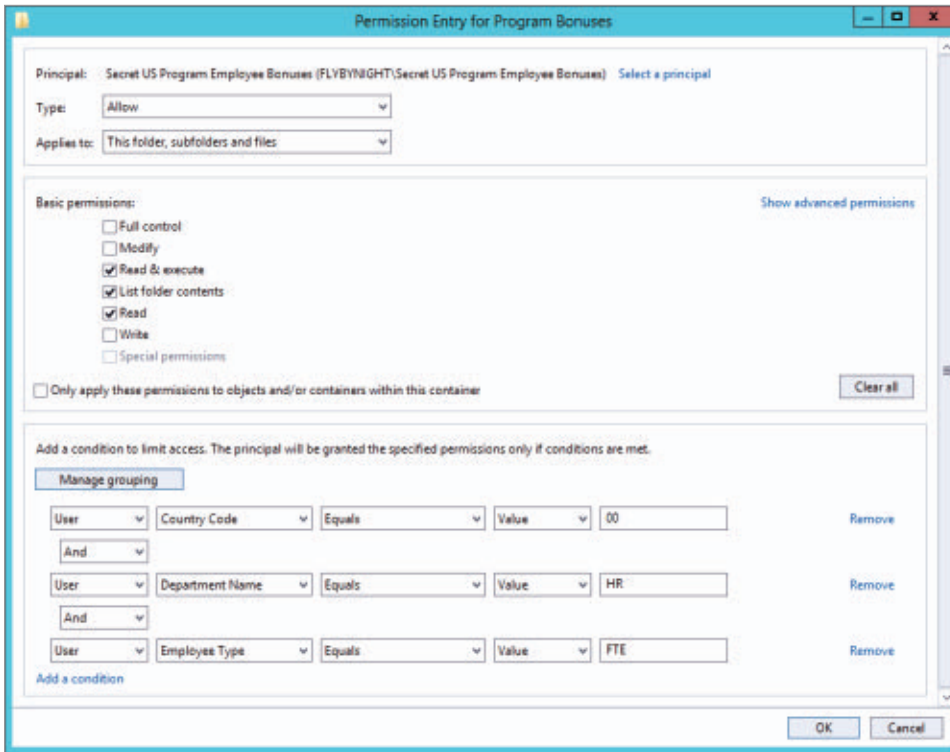 Permission Entry for Program Bonuses
Principal: Secret US Program Employee Bonuses (FLYBYNIGHT\Secret US Program Employee Bonuses) Select a principal
Type: Allow
Applies to: This folder, subfolders and files
Basic permissions: Show advanced permissions
Full control
Modify
Read & execute
List folder contents
Read
Write
Special permissions
Only apply these permissions to objects and/or containers within this container Clear all
Add a condition to limit access. The principal will be granted the specified permissions only if conditions are met.
Manage grouping
User Country Code Equals Value 00 Remove
And
User Department Name Equals Value HR Remove
And
User Employee Type Equals Value FTE Remove
Add a condition
OK Cancel